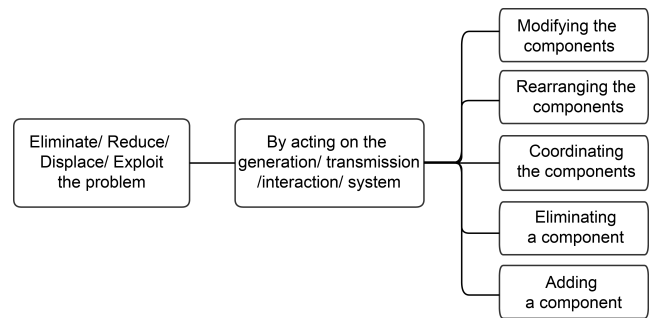 Eliminate/ Reduce/
Displace/ Exploit
the problem
By acting on the
generation/ transmission
/interaction/ system
Modifying the
components
Rearranging the
components
Coordinating
the components
Eliminating
a component
Adding
a component